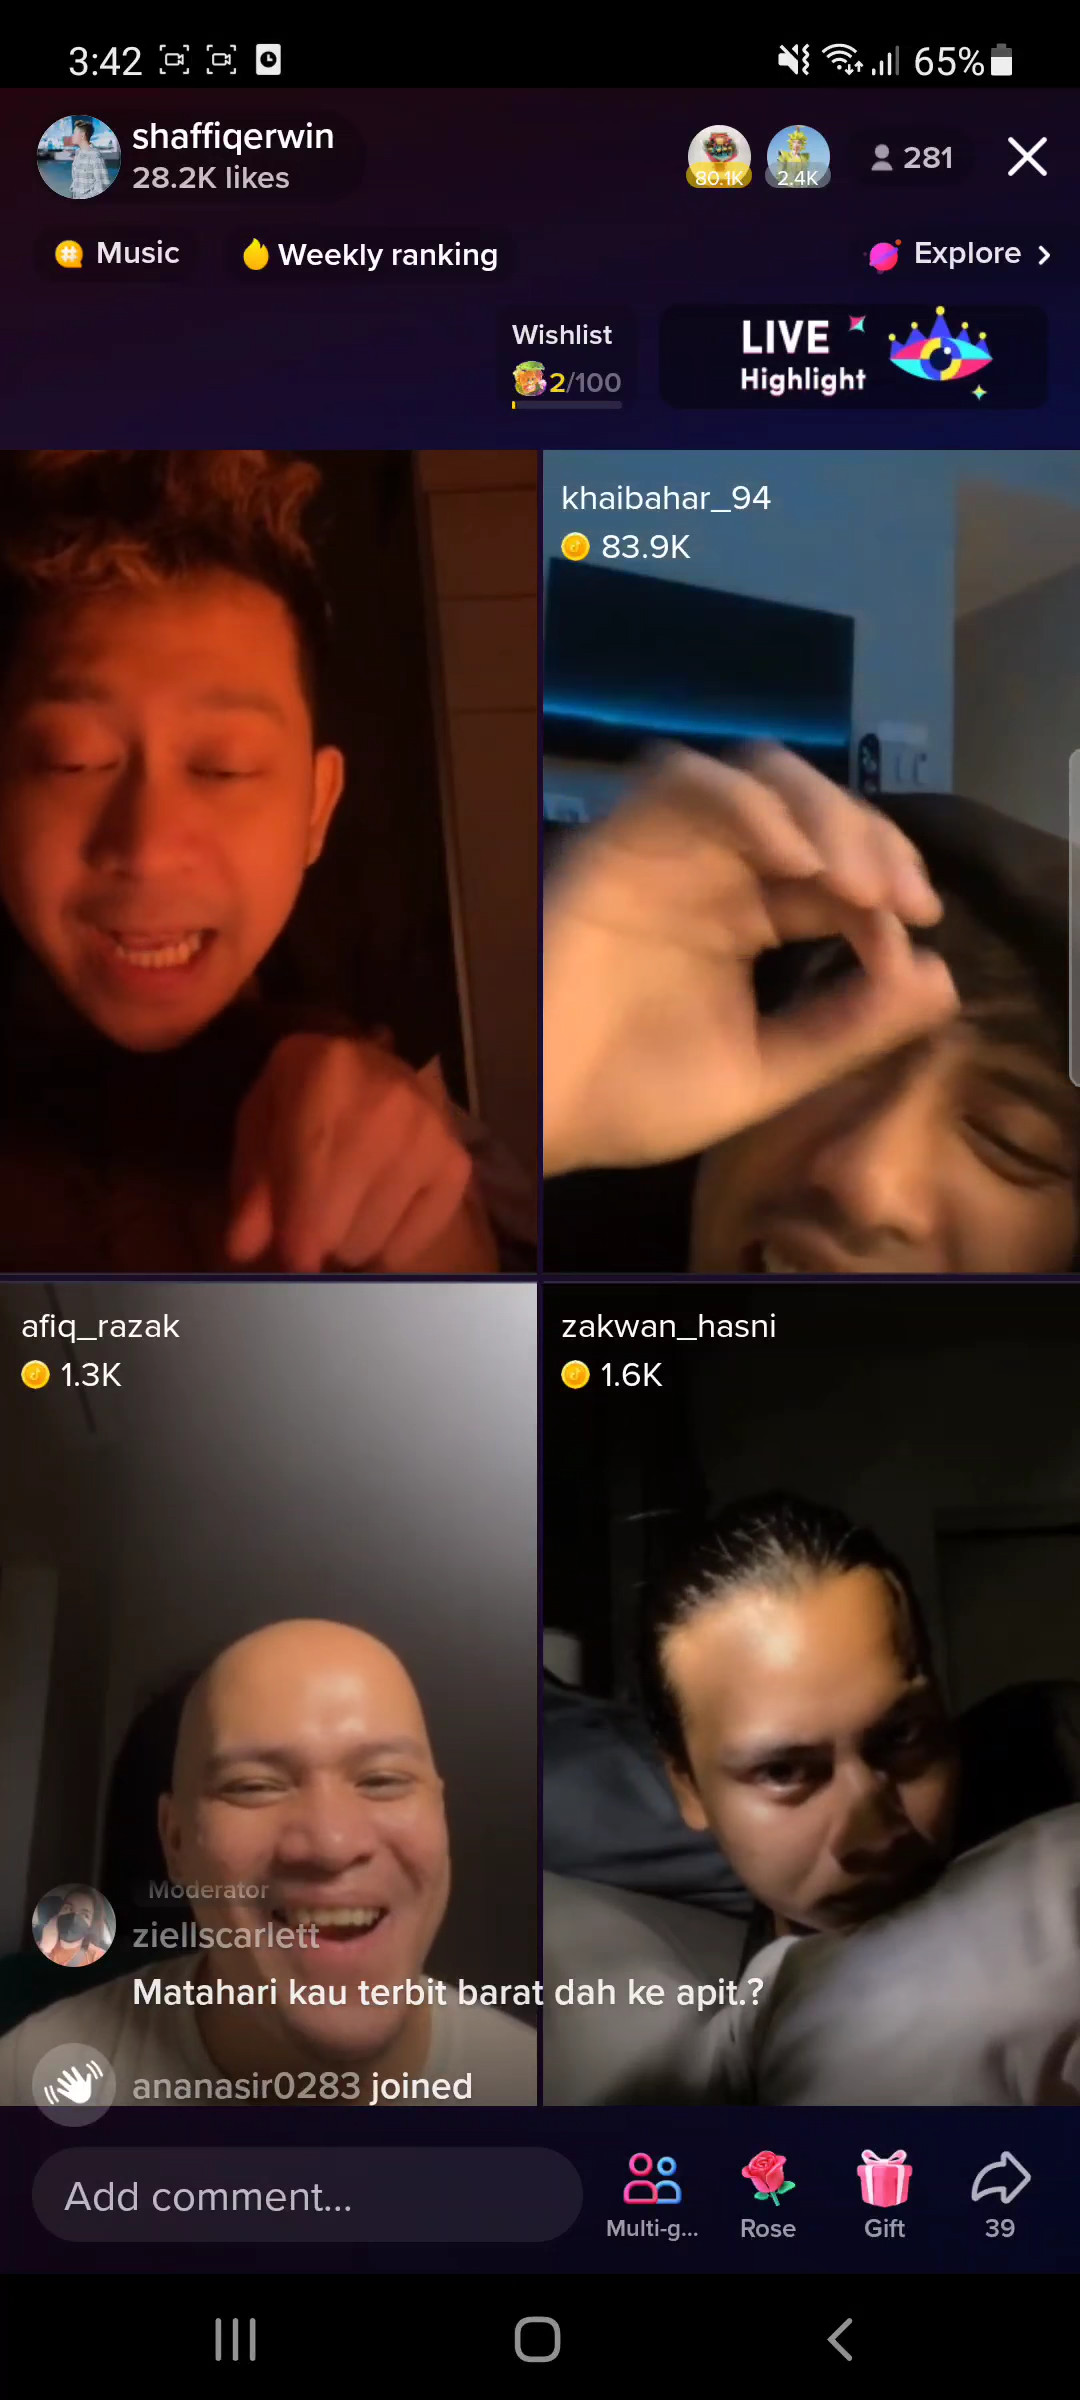 3:42
65%
shaffiqerwin
28.2K likes
80.1K
2.4K
281
Music
Weekly ranking
Explore
Wishlist
2/100
LIVE
Highlight
khaibahar_94
83.9K
afiq_razak
1.3K
zakwan_hasni
1.6K
Moderator
ziellscarlett
Matahari kau terbit barat dah ke apit.?
ananasir0283 joined
Add comment...
Multi-g...
Rose
Gift
39